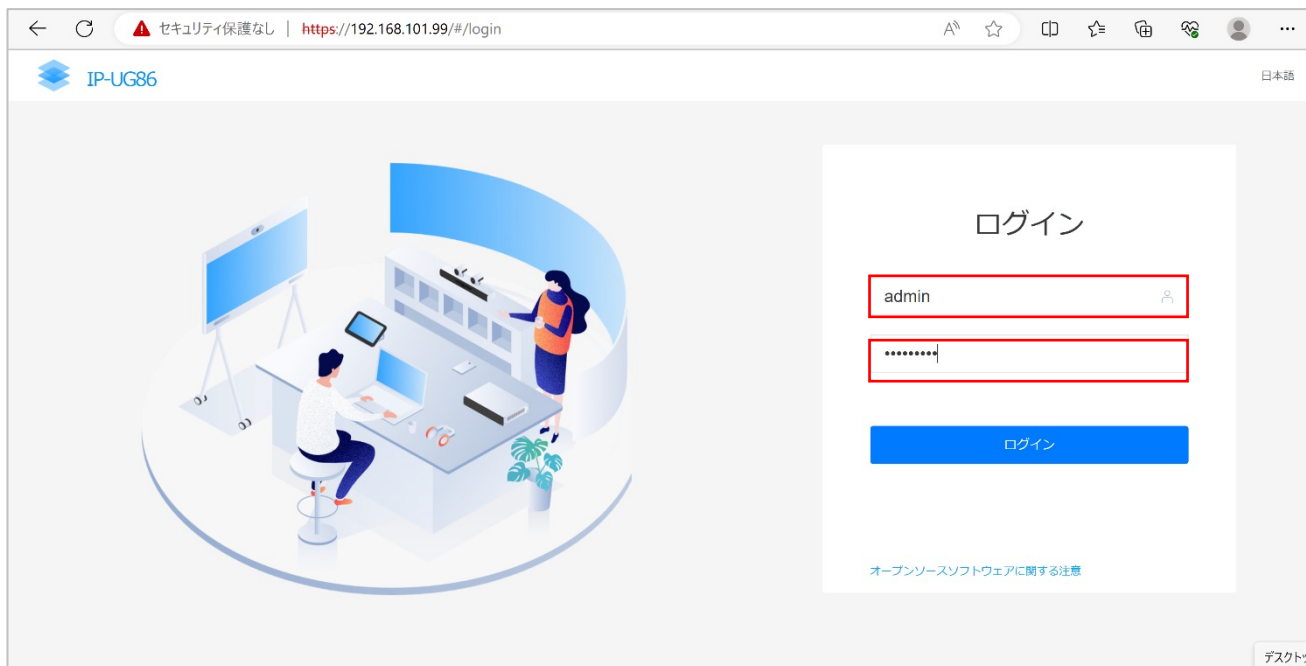 セキュリティ保護なし | https://192.168.101.99/#/login
IP-UG86
日本語
ログイン
admin
•••••••••
ログイン
オープンソースソフトウェアに関する注意
デスクトッ